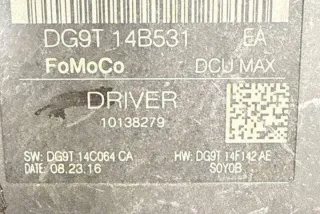 DG9T 14B531 EA
FoMoCo DCU MAX
DRIVER
10138279
SW: DG9T 14C064 CA HW: DG9T 14F142 AE
DATE: 08.23.16 S0Y0B